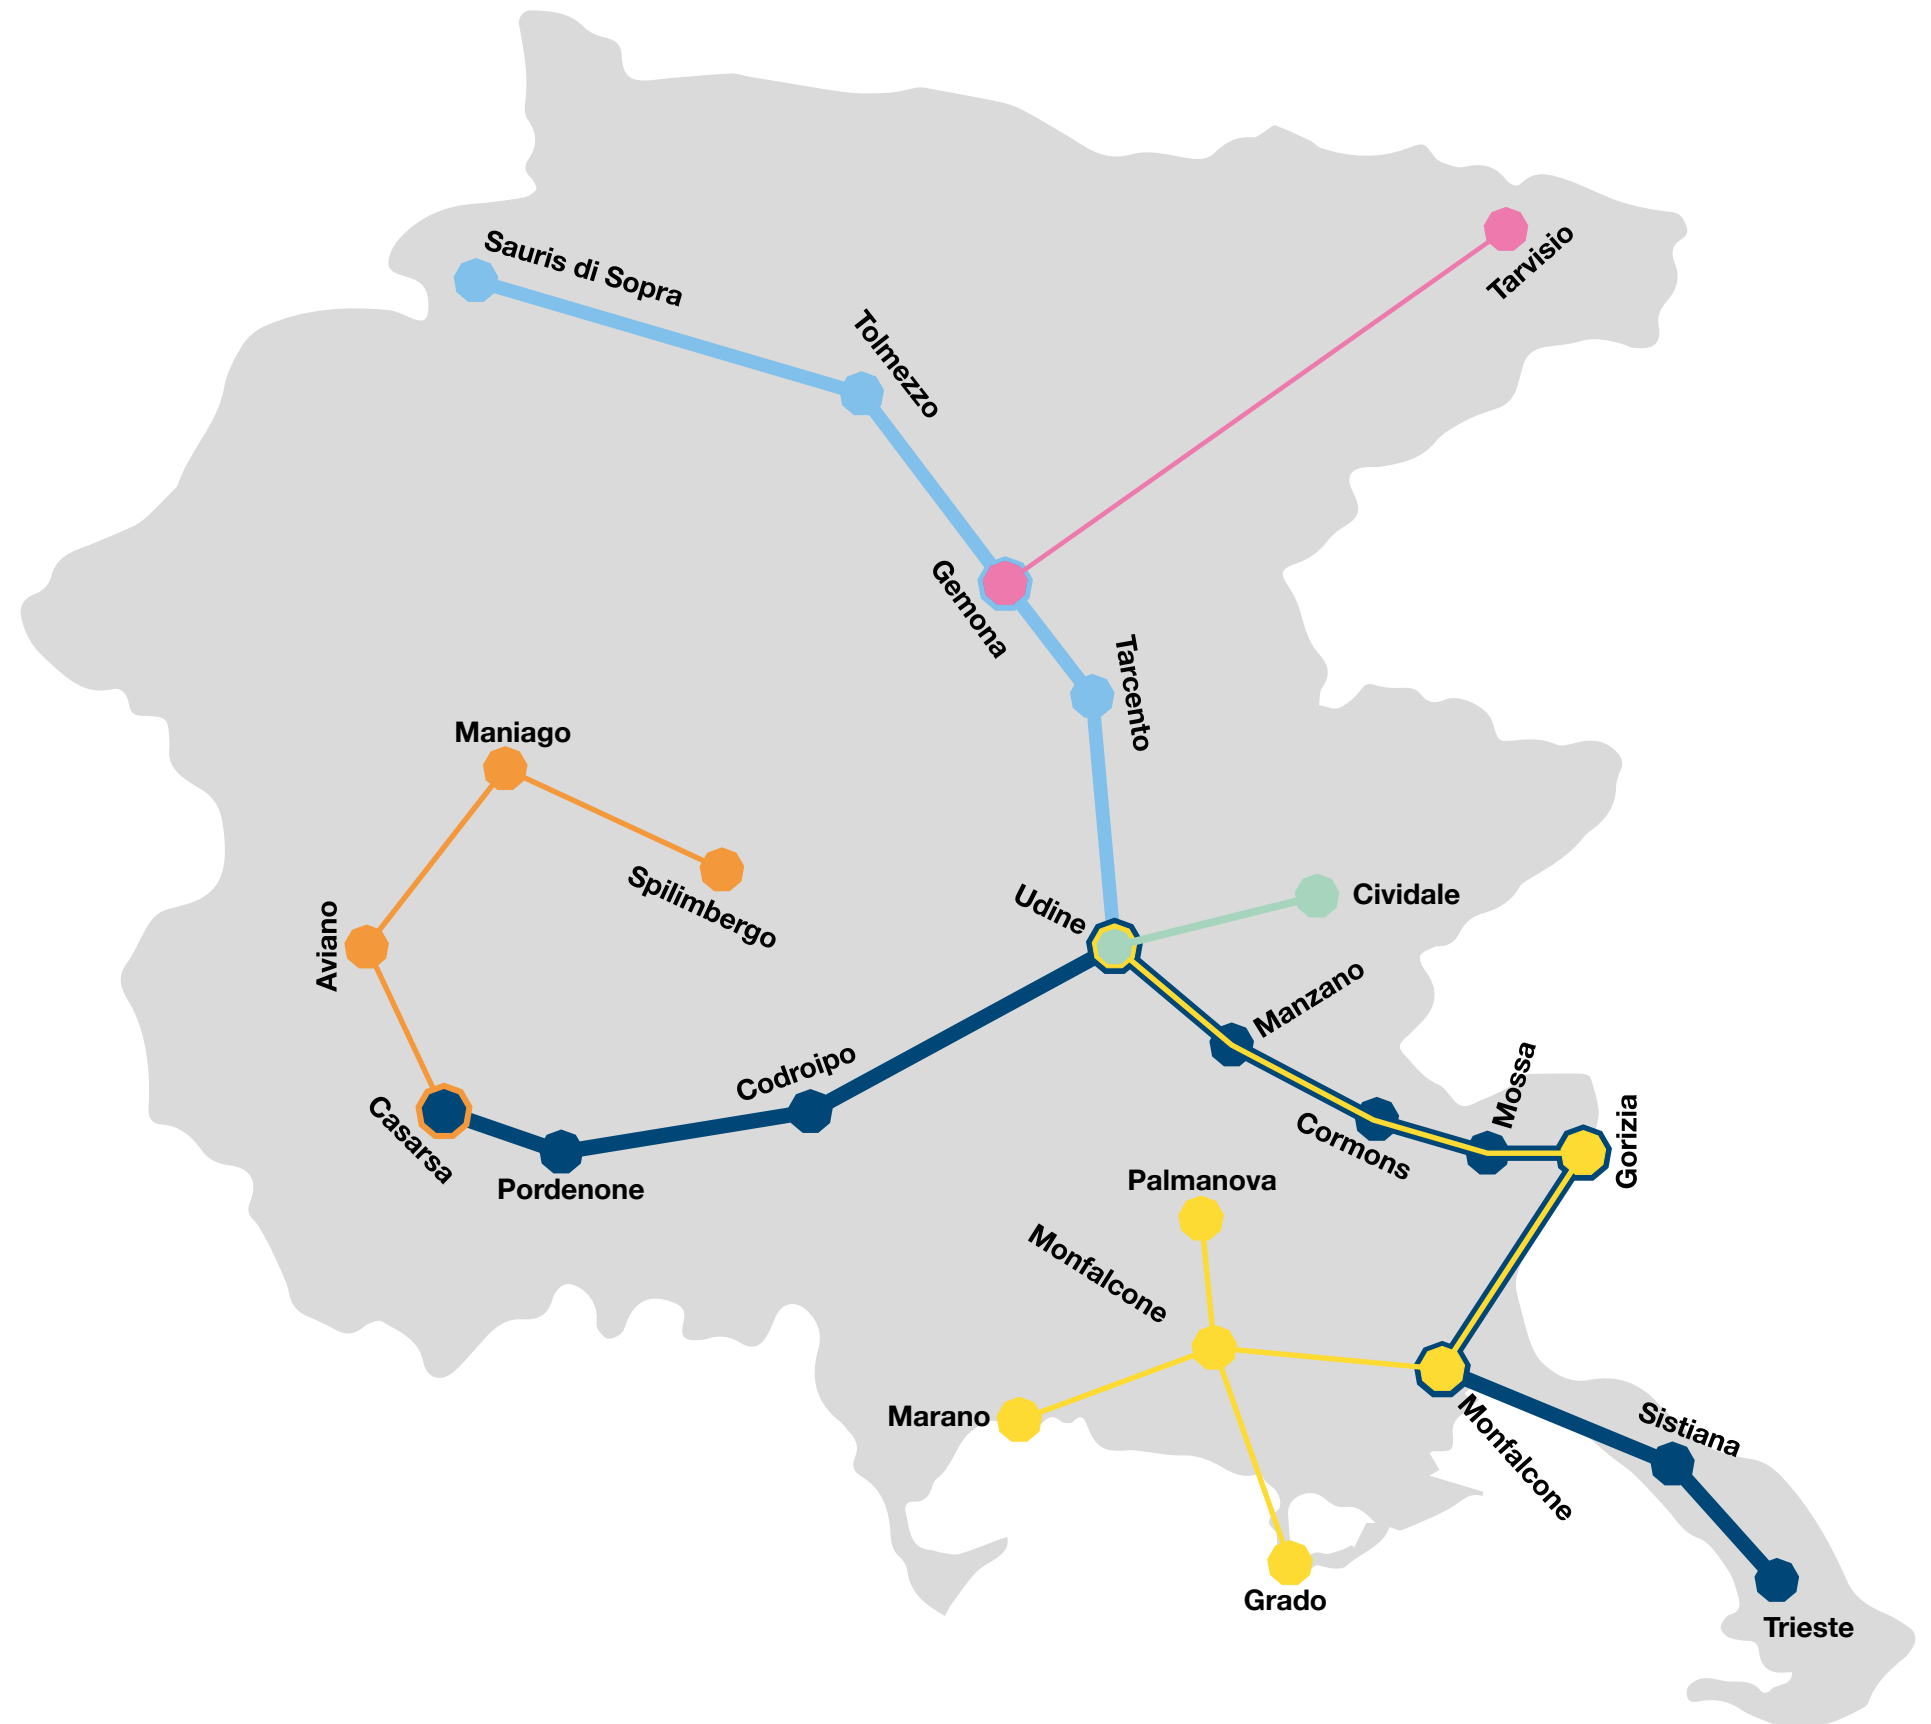 Sauris di Sopra
Tarvisio
Tolmezzo
Gemona
Tarcento
Maniago
Spilimbergo
Aviano
Udine
Cividale
Manzano
Codroipo
Casarsa
Pordenone
Mossa
Cormons
Gorizia
Palmanova
Monfalcone
Marano
Monfalcone
Sistiana
Grado
Trieste